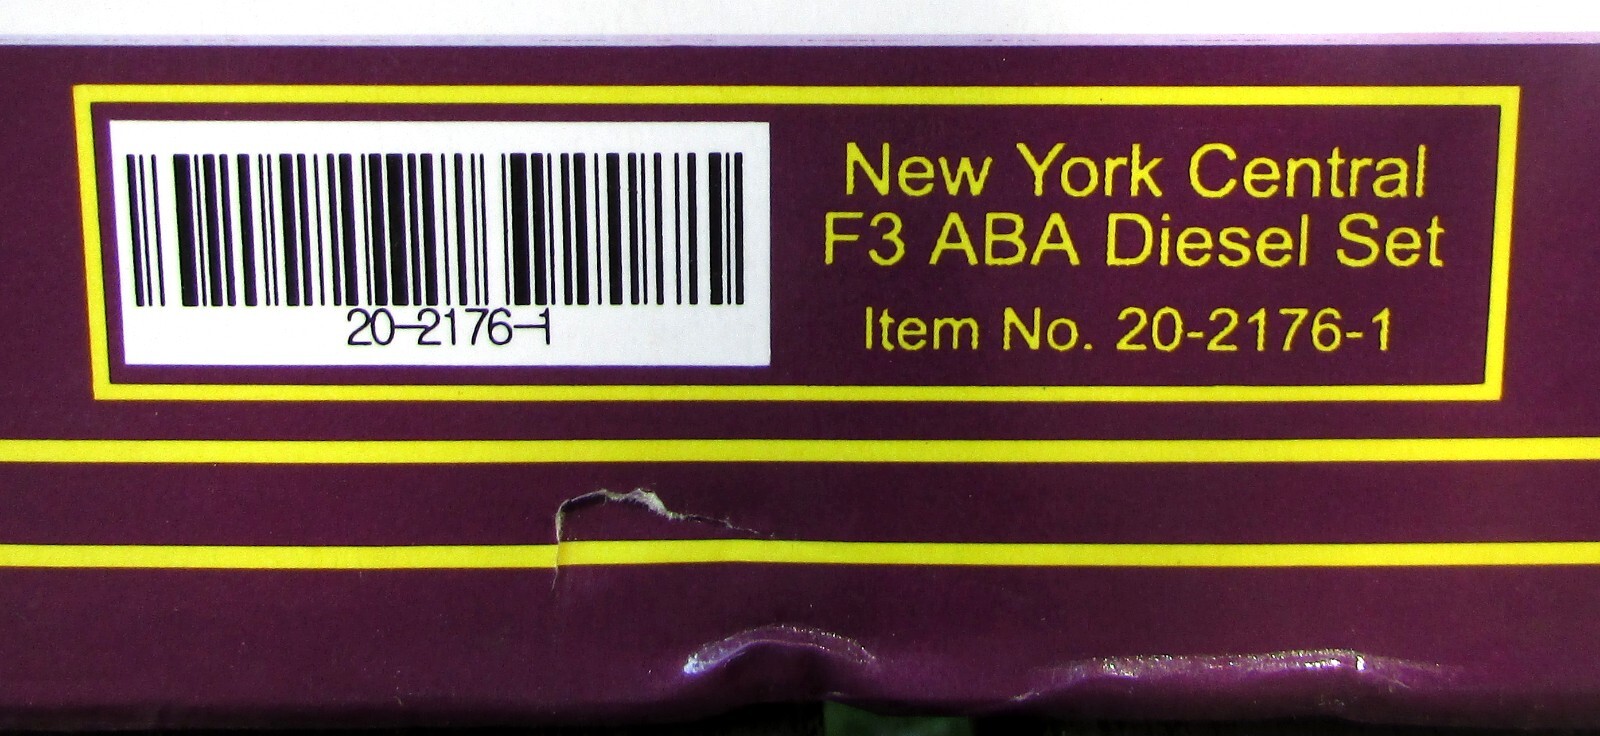 20-2176-1
New York Central
F3 ABA Diesel Set
Item No. 20-2176-1